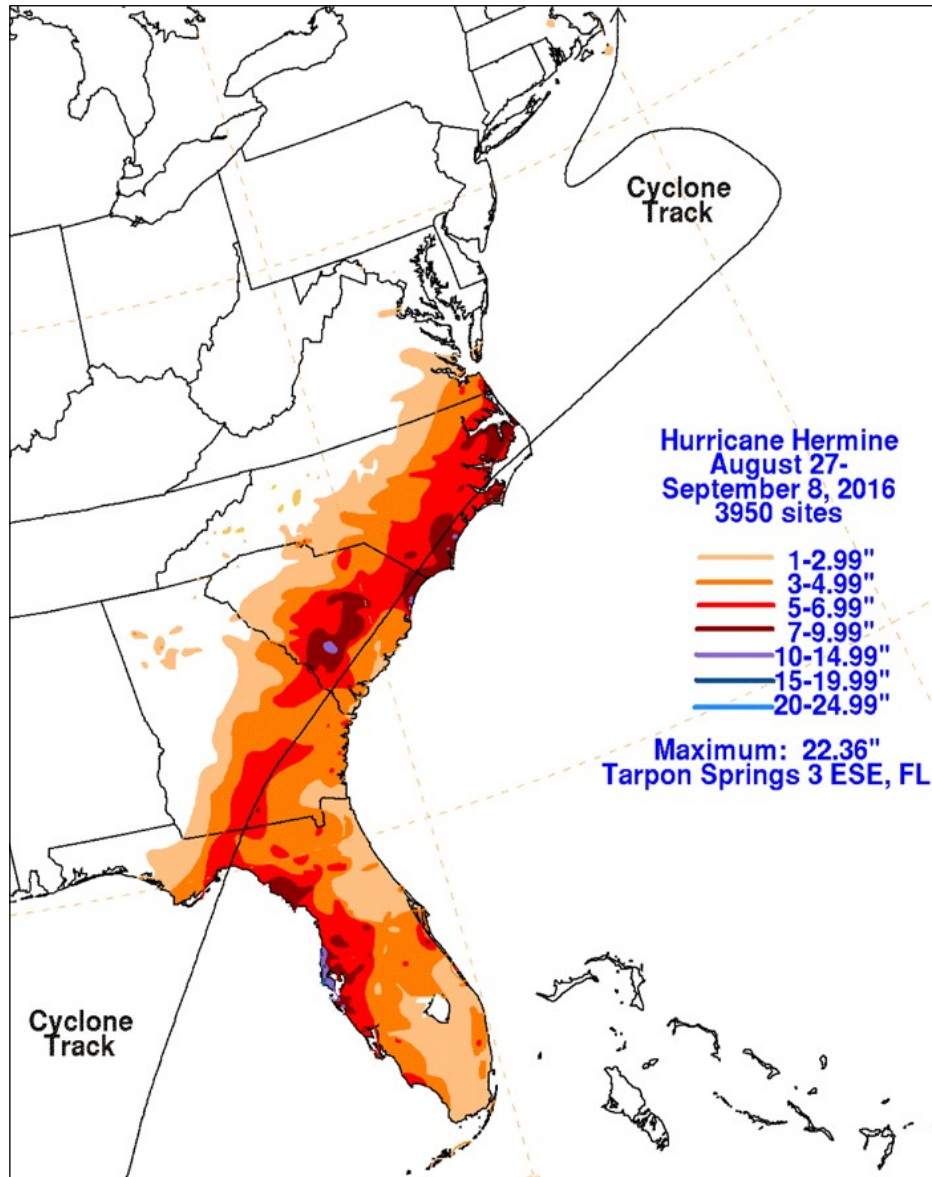 Cyclone
Track
Hurricane Hermine
August 27-
September 8, 2016
3950 sites
1-2.99"
3-4.99"
5-6.99"
7-9.99"
10-14.99"
15-19.99"
20-24.99"
Maximum: 22.36"
Tarpon Springs 3 ESE, FL
Cyclone
Track